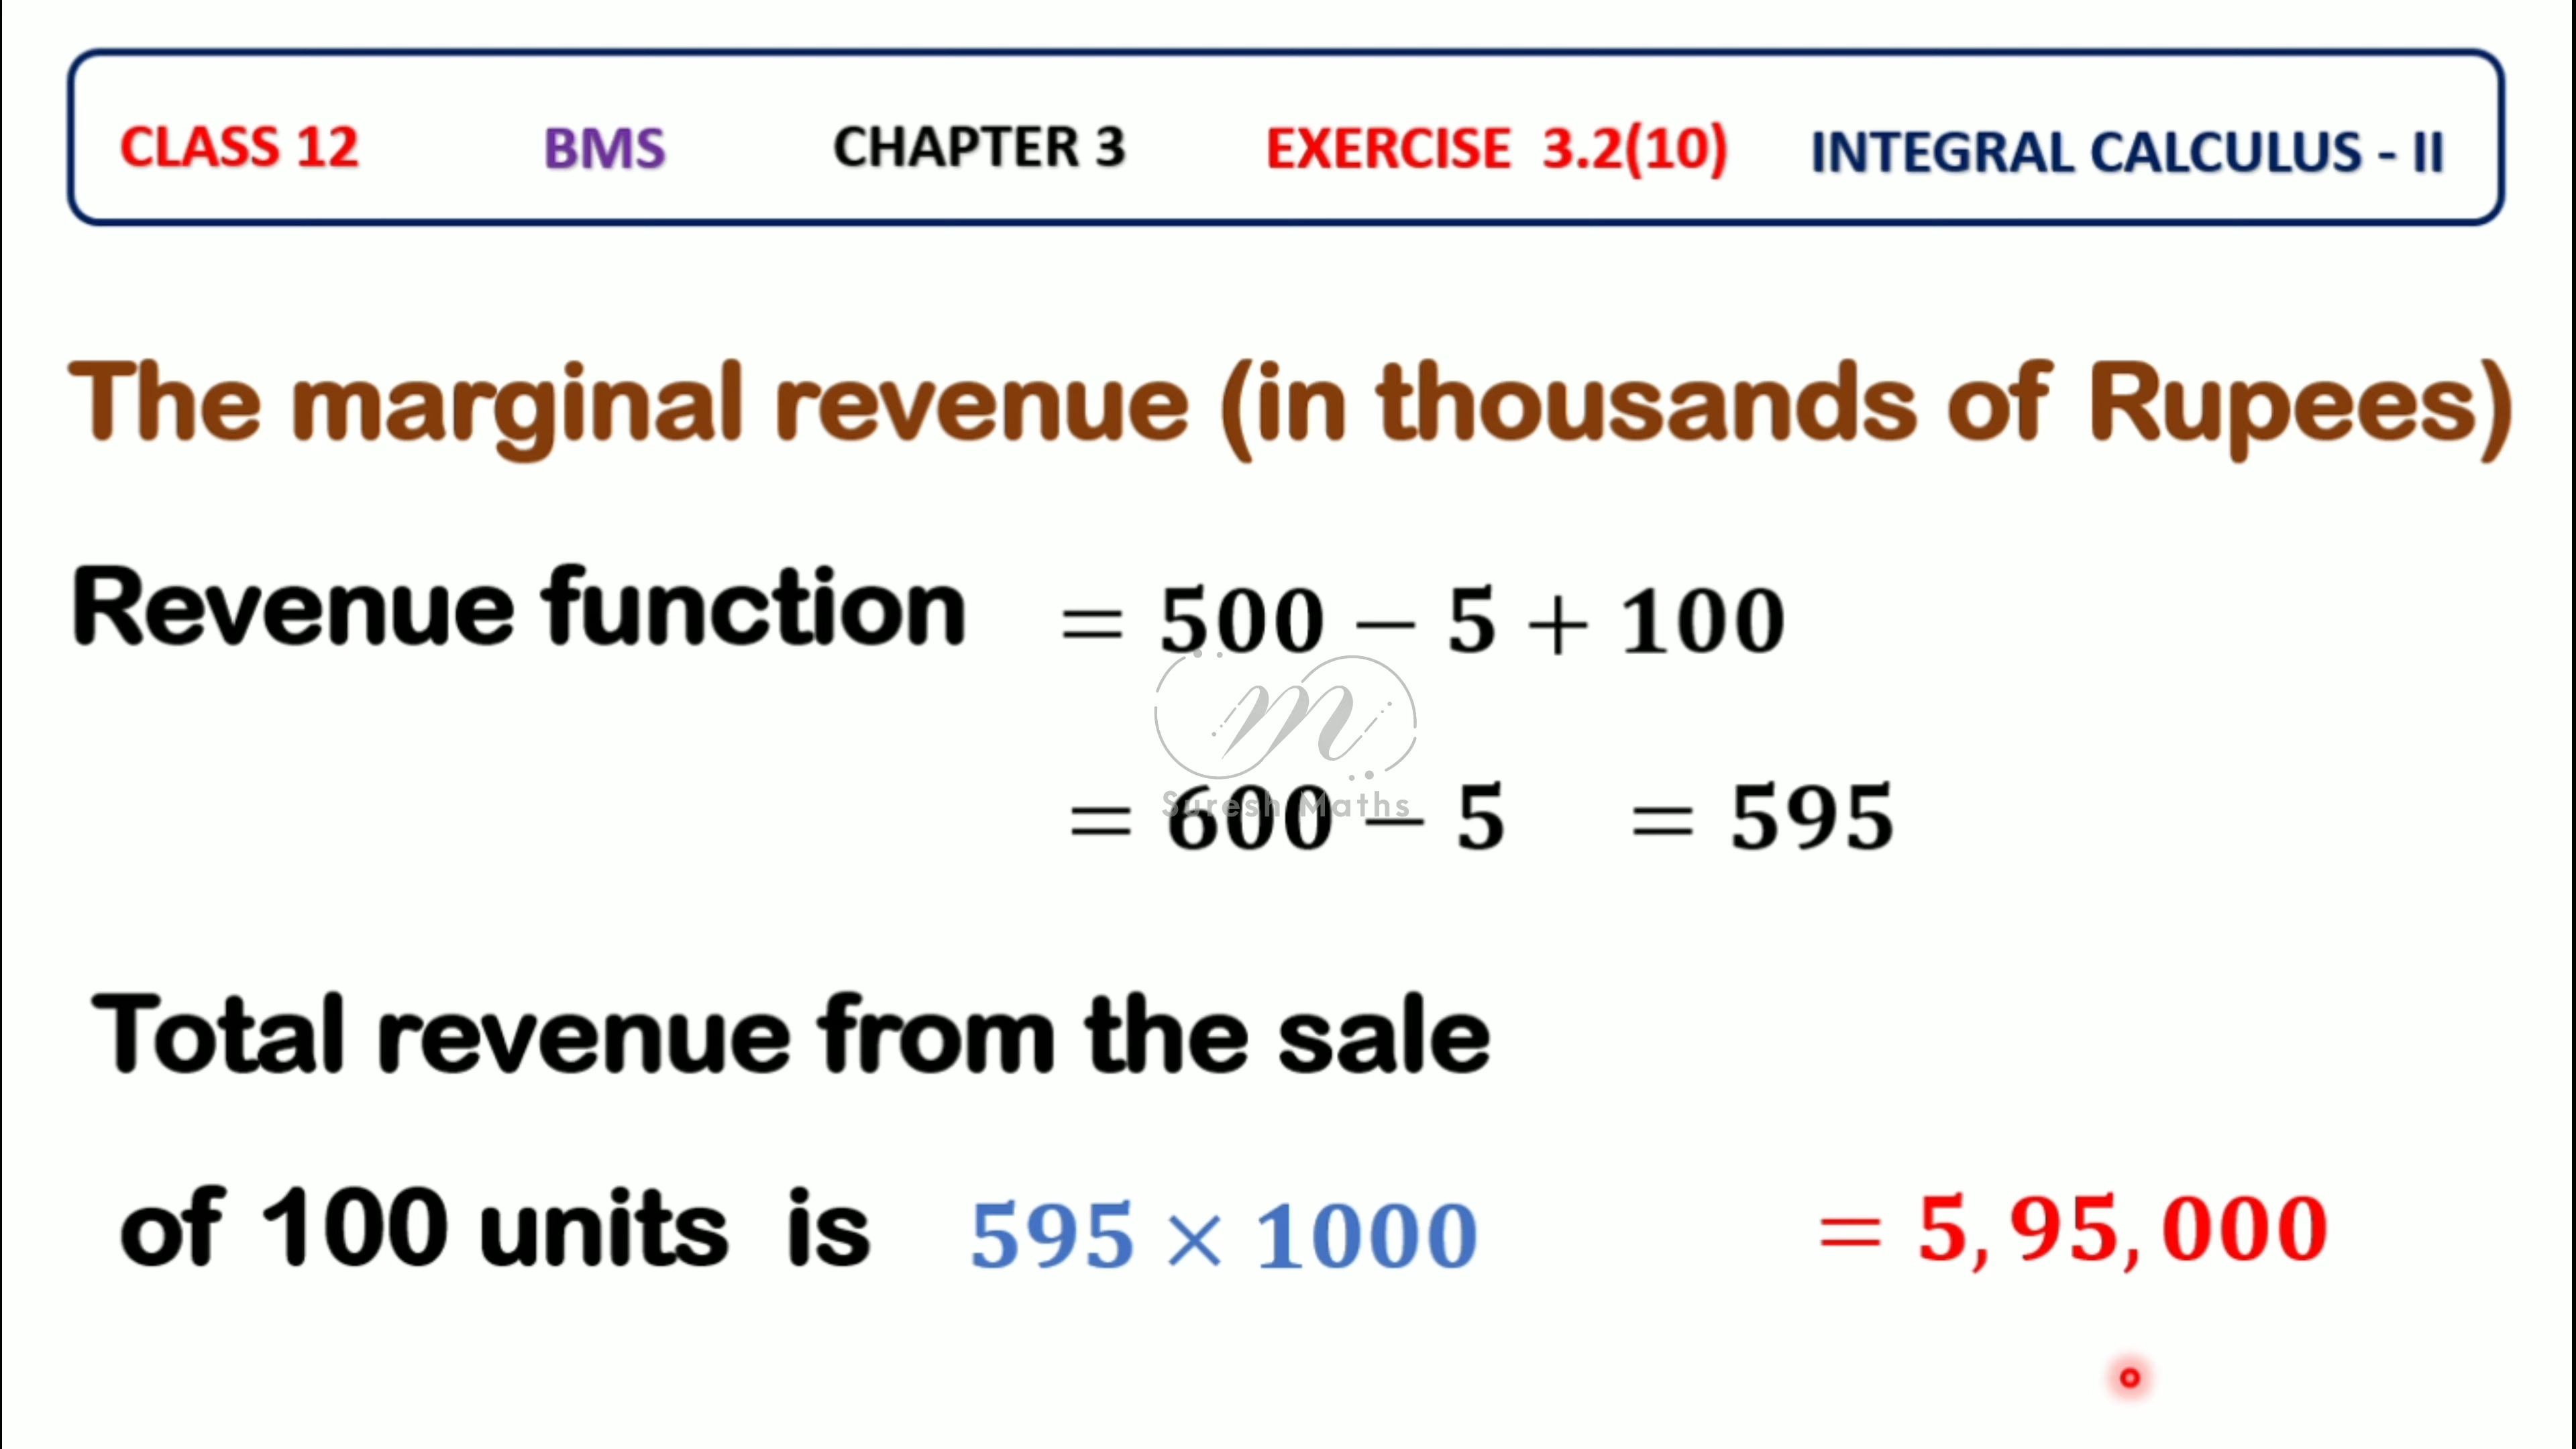 CLASS 12 BMS CHAPTER 3 EXERCISE 3.2(10) INTEGRAL CALCULUS - II
The marginal revenue (in thousands of Rupees)
Revenue function = 500 − 5 + 100
Suresh Maths
= 600 − 5 = 595
Total revenue from the sale
of 100 units is 595 × 1000 = 5, 95, 000